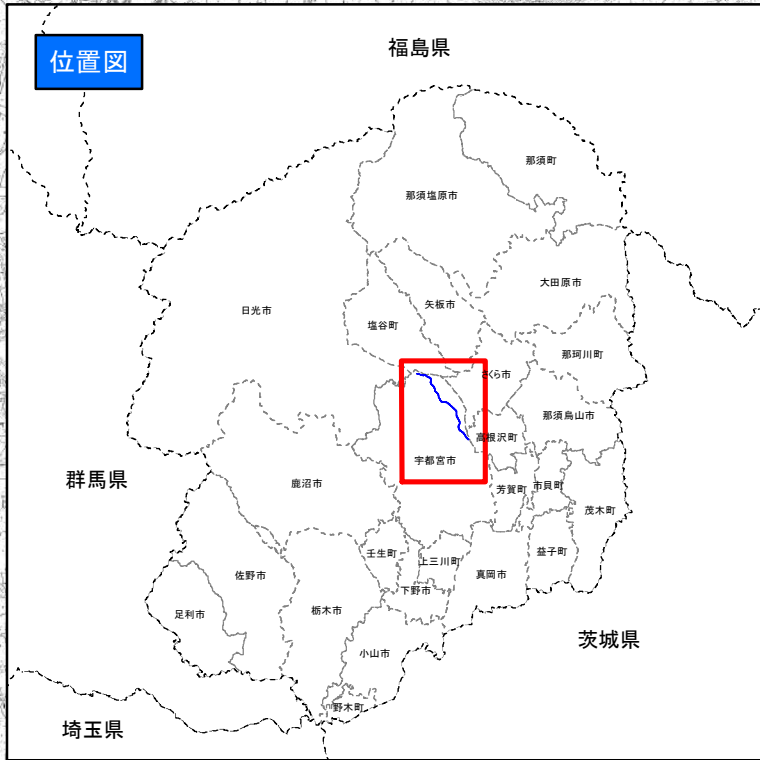 位置図
福島県
那須町
那須塩原市
大田原市
矢板市
日光市
塩谷町
那珂川町
さくら市
那須烏山市
高根沢町
宇都宮市
群馬県
鹿沼市
芳賀町
市貝町
茂木町
壬生町
上三川町
益子町
真岡市
佐野市
下野市
栃木市
足利市
小山市
茨城県
野木町
埼玉県